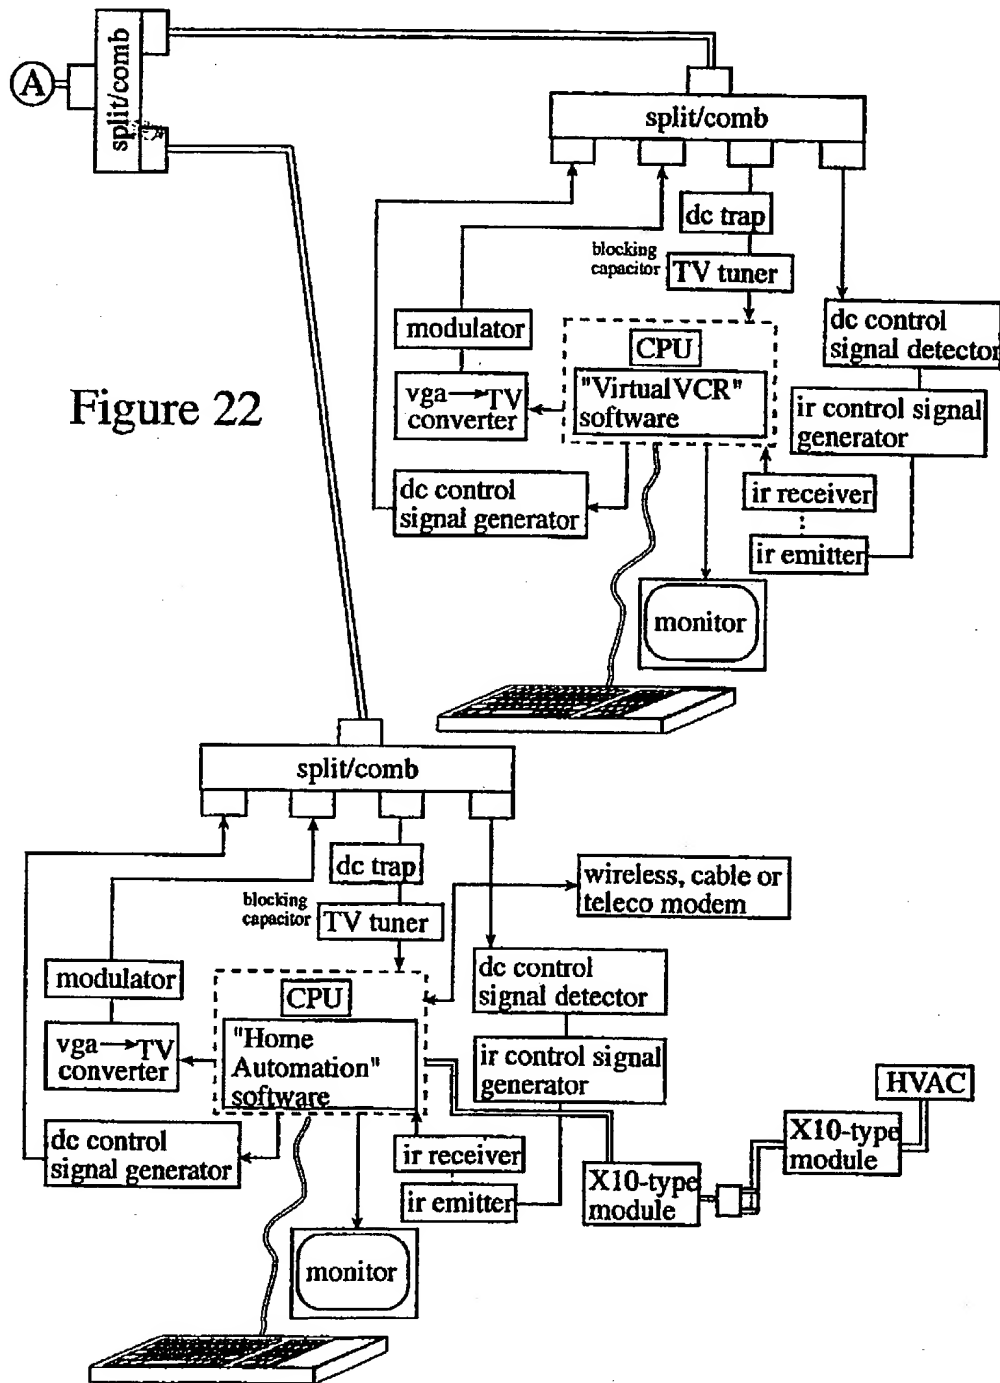 A
split/comb
split/comb
dc trap
blocking
capacitor
TV tuner
modulator
CPU
"VirtualVCR"
software
vga→TV
converter
dc control
signal detector
ir control signal
generator
Figure 22
dc control
signal generator
ir receiver
ir emitter
monitor
split/comb
dc trap
blocking
capacitor
TV tuner
wireless, cable or
teleco modem
modulator
CPU
"Home
Automation"
software
vga→TV
converter
dc control
signal detector
ir control signal
generator
HVAC
dc control
signal generator
ir receiver
ir emitter
X10-type
module
X10-type
module
monitor